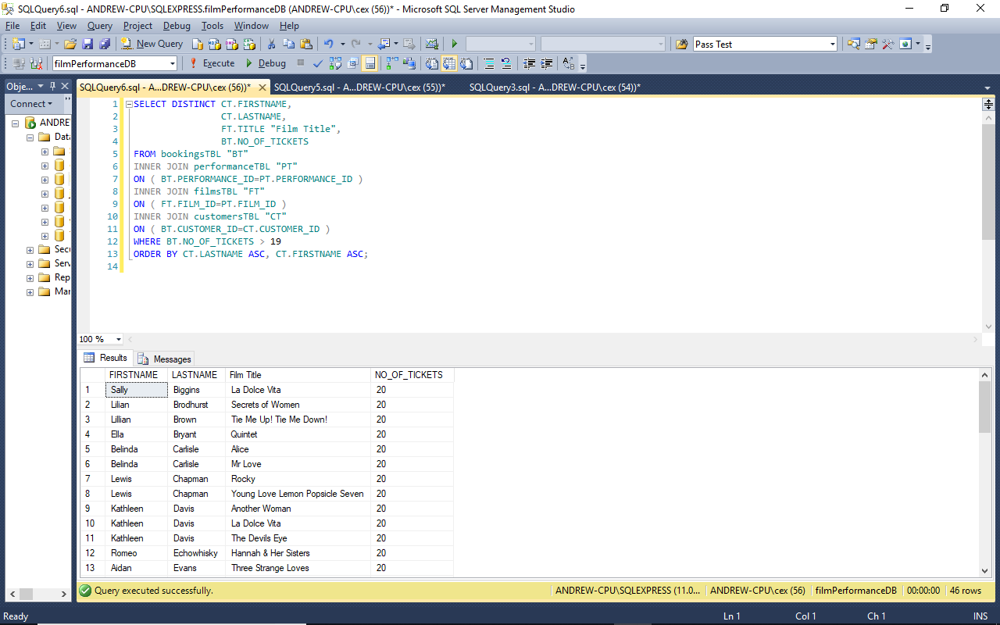 SQLQuery6.sql - ANDREW-CPU\SQLEXPRESS.filmPerformanceDB (ANDREW-CPU\cex (56))* - Microsoft SQL Server Management Studio
File Edit View Query Project Debug Tools Window Help
New Query Pass Test
filmPerformanceDB Execute Debug
Obje... SQLQuery6.sql - A...DREW-CPU\cex (56))* SQLQuery5.sql - A...DREW-CPU\cex (55))* SQLQuery3.sql - A...DREW-CPU\cex (54))*
Connect
ANDRE
Data
Secu
Serv
Rep
Mar
1 SELECT DISTINCT CT.FIRSTNAME,
2 CT.LASTNAME,
3 FT.TITLE "Film Title",
4 BT.NO_OF_TICKETS
5 FROM bookingsTBL "BT"
6 INNER JOIN performanceTBL "PT"
7 ON ( BT.PERFORMANCE_ID=PT.PERFORMANCE_ID )
8 INNER JOIN filmsTBL "FT"
9 ON ( FT.FILM_ID=PT.FILM_ID )
10 INNER JOIN customersTBL "CT"
11 ON ( BT.CUSTOMER_ID=CT.CUSTOMER_ID )
12 WHERE BT.NO_OF_TICKETS > 19
13 ORDER BY CT.LASTNAME ASC, CT.FIRSTNAME ASC;
14
100 %
Results Messages
FIRSTNAME LASTNAME Film Title NO_OF_TICKETS
1 Sally Biggins La Dolce Vita 20
2 Lilian Brodhurst Secrets of Women 20
3 Lillian Brown Tie Me Up! Tie Me Down! 20
4 Ella Bryant Quintet 20
5 Belinda Carlisle Alice 20
6 Belinda Carlisle Mr Love 20
7 Lewis Chapman Rocky 20
8 Lewis Chapman Young Love Lemon Popsicle Seven 20
9 Kathleen Davis Another Woman 20
10 Kathleen Davis La Dolce Vita 20
11 Kathleen Davis The Devils Eye 20
12 Romeo Echowhisky Hannah & Her Sisters 20
13 Aidan Evans Three Strange Loves 20
Query executed successfully. ANDREW-CPU\SQLEXPRESS (11.0... ANDREW-CPU\cex (56) filmPerformanceDB 00:00:00 46 rows
Ready Ln 1 Col 1 Ch 1 INS